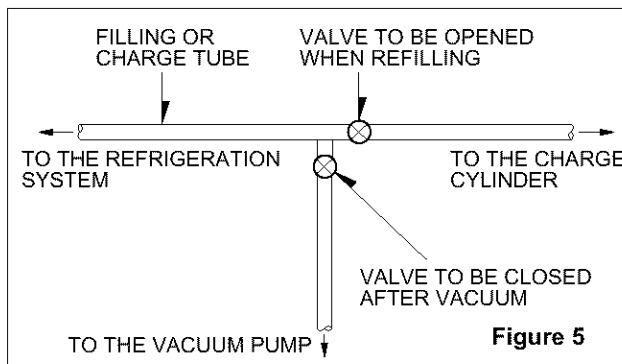 FILLING OR
CHARGE TUBE
VALVE TO BE OPENED
WHEN REFILLING
TO THE REFRIGERATION
SYSTEM
TO THE CHARGE
CYLINDER
VALVE TO BE CLOSED
AFTER VACUUM
TO THE VACUUM PUMP
Figure 5